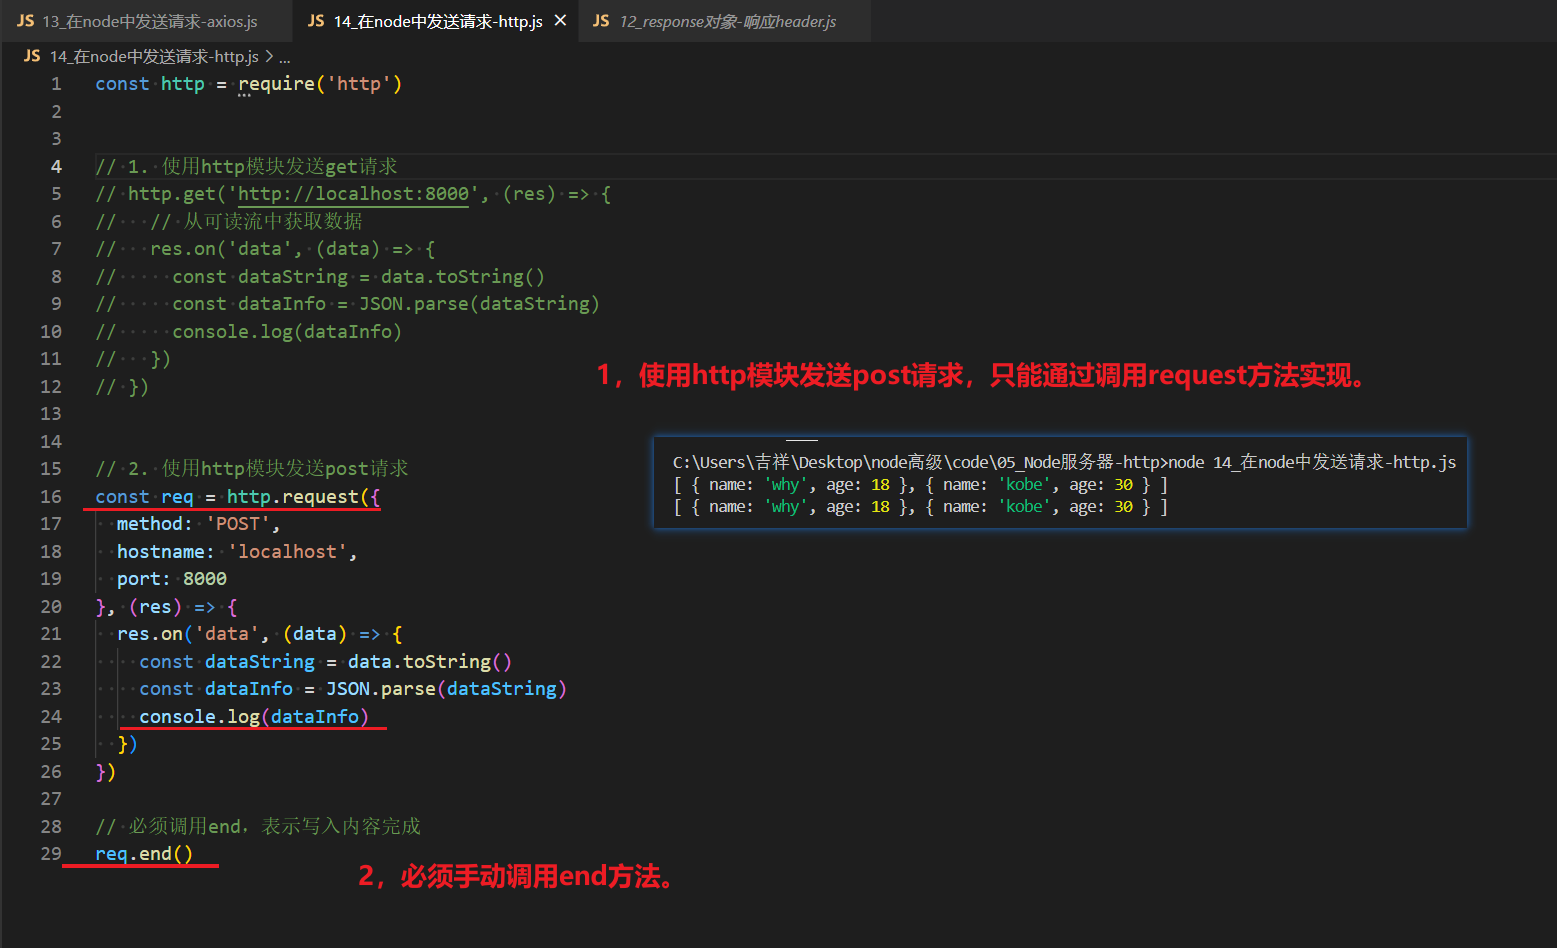 JS 13_在node中发送请求-axios.js
JS 14_在node中发送请求-http.js ×
JS 12_response对象-响应header.js
JS 14_在node中发送请求-http.js > ...
1 const http = require('http')
2
3
4 // 1. 使用http模块发送get请求
5 // http.get('http://localhost:8000', (res) => {
6 //   // 从可读流中获取数据
7 //   res.on('data', (data) => {
8 //     const dataString = data.toString()
9 //     const dataInfo = JSON.parse(dataString)
10 //     console.log(dataInfo)
11 //   })
12 // })
1，使用http模块发送post请求，只能通过调用request方法实现。
13
14
15 // 2. 使用http模块发送post请求
16 const req = http.request({
17   method: 'POST',
18   hostname: 'localhost',
19   port: 8000
20 }, (res) => {
21   res.on('data', (data) => {
22     const dataString = data.toString()
23     const dataInfo = JSON.parse(dataString)
24     console.log(dataInfo)
25   })
26 })
27
28 // 必须调用end，表示写入内容完成
29 req.end()
C:\Users\吉祥\Desktop\node高级\code\05_Node服务器-http>node 14_在node中发送请求-http.js
[ { name: 'why', age: 18 }, { name: 'kobe', age: 30 } ]
[ { name: 'why', age: 18 }, { name: 'kobe', age: 30 } ]
2，必须手动调用end方法。